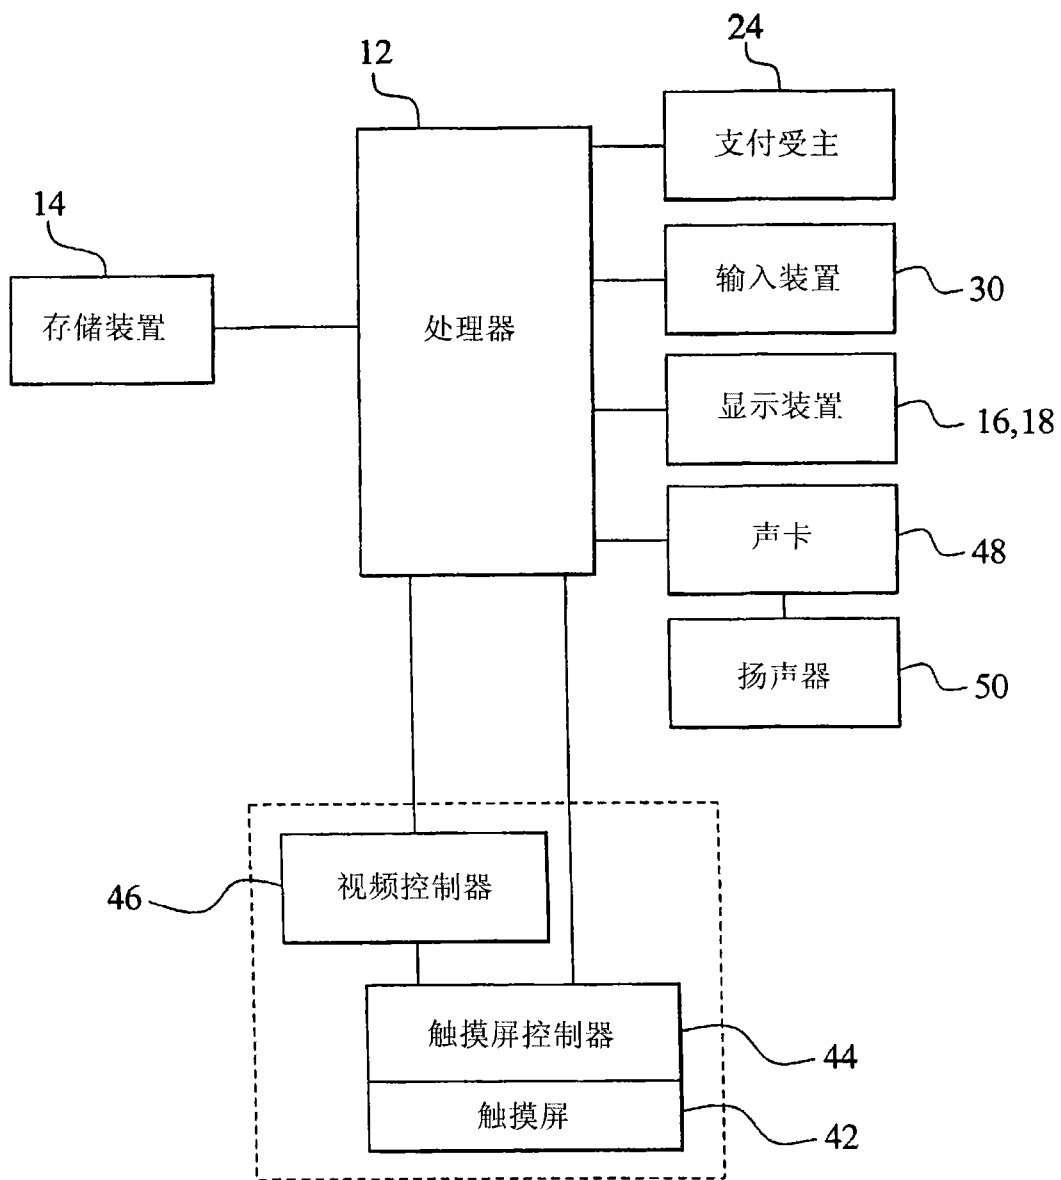 24
12
支付受主
14
输入装置
30
存储装置
处理器
显示装置
16,18
声卡
48
扬声器
50
视频控制器
46
触摸屏控制器
44
触摸屏
42